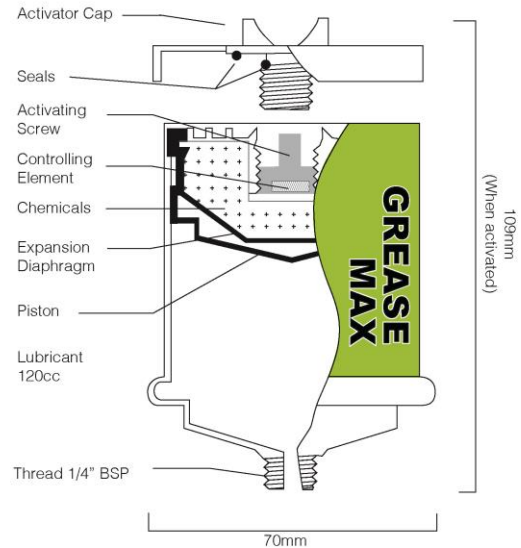 Activator Cap
Seals
Activating
Screw
Controlling
Element
Chemicals
Expansion
Diaphragm
Piston
Lubricant
120cc
Thread 1/4" BSP
GREASE
MAX
109mm
(When activated)
70mm